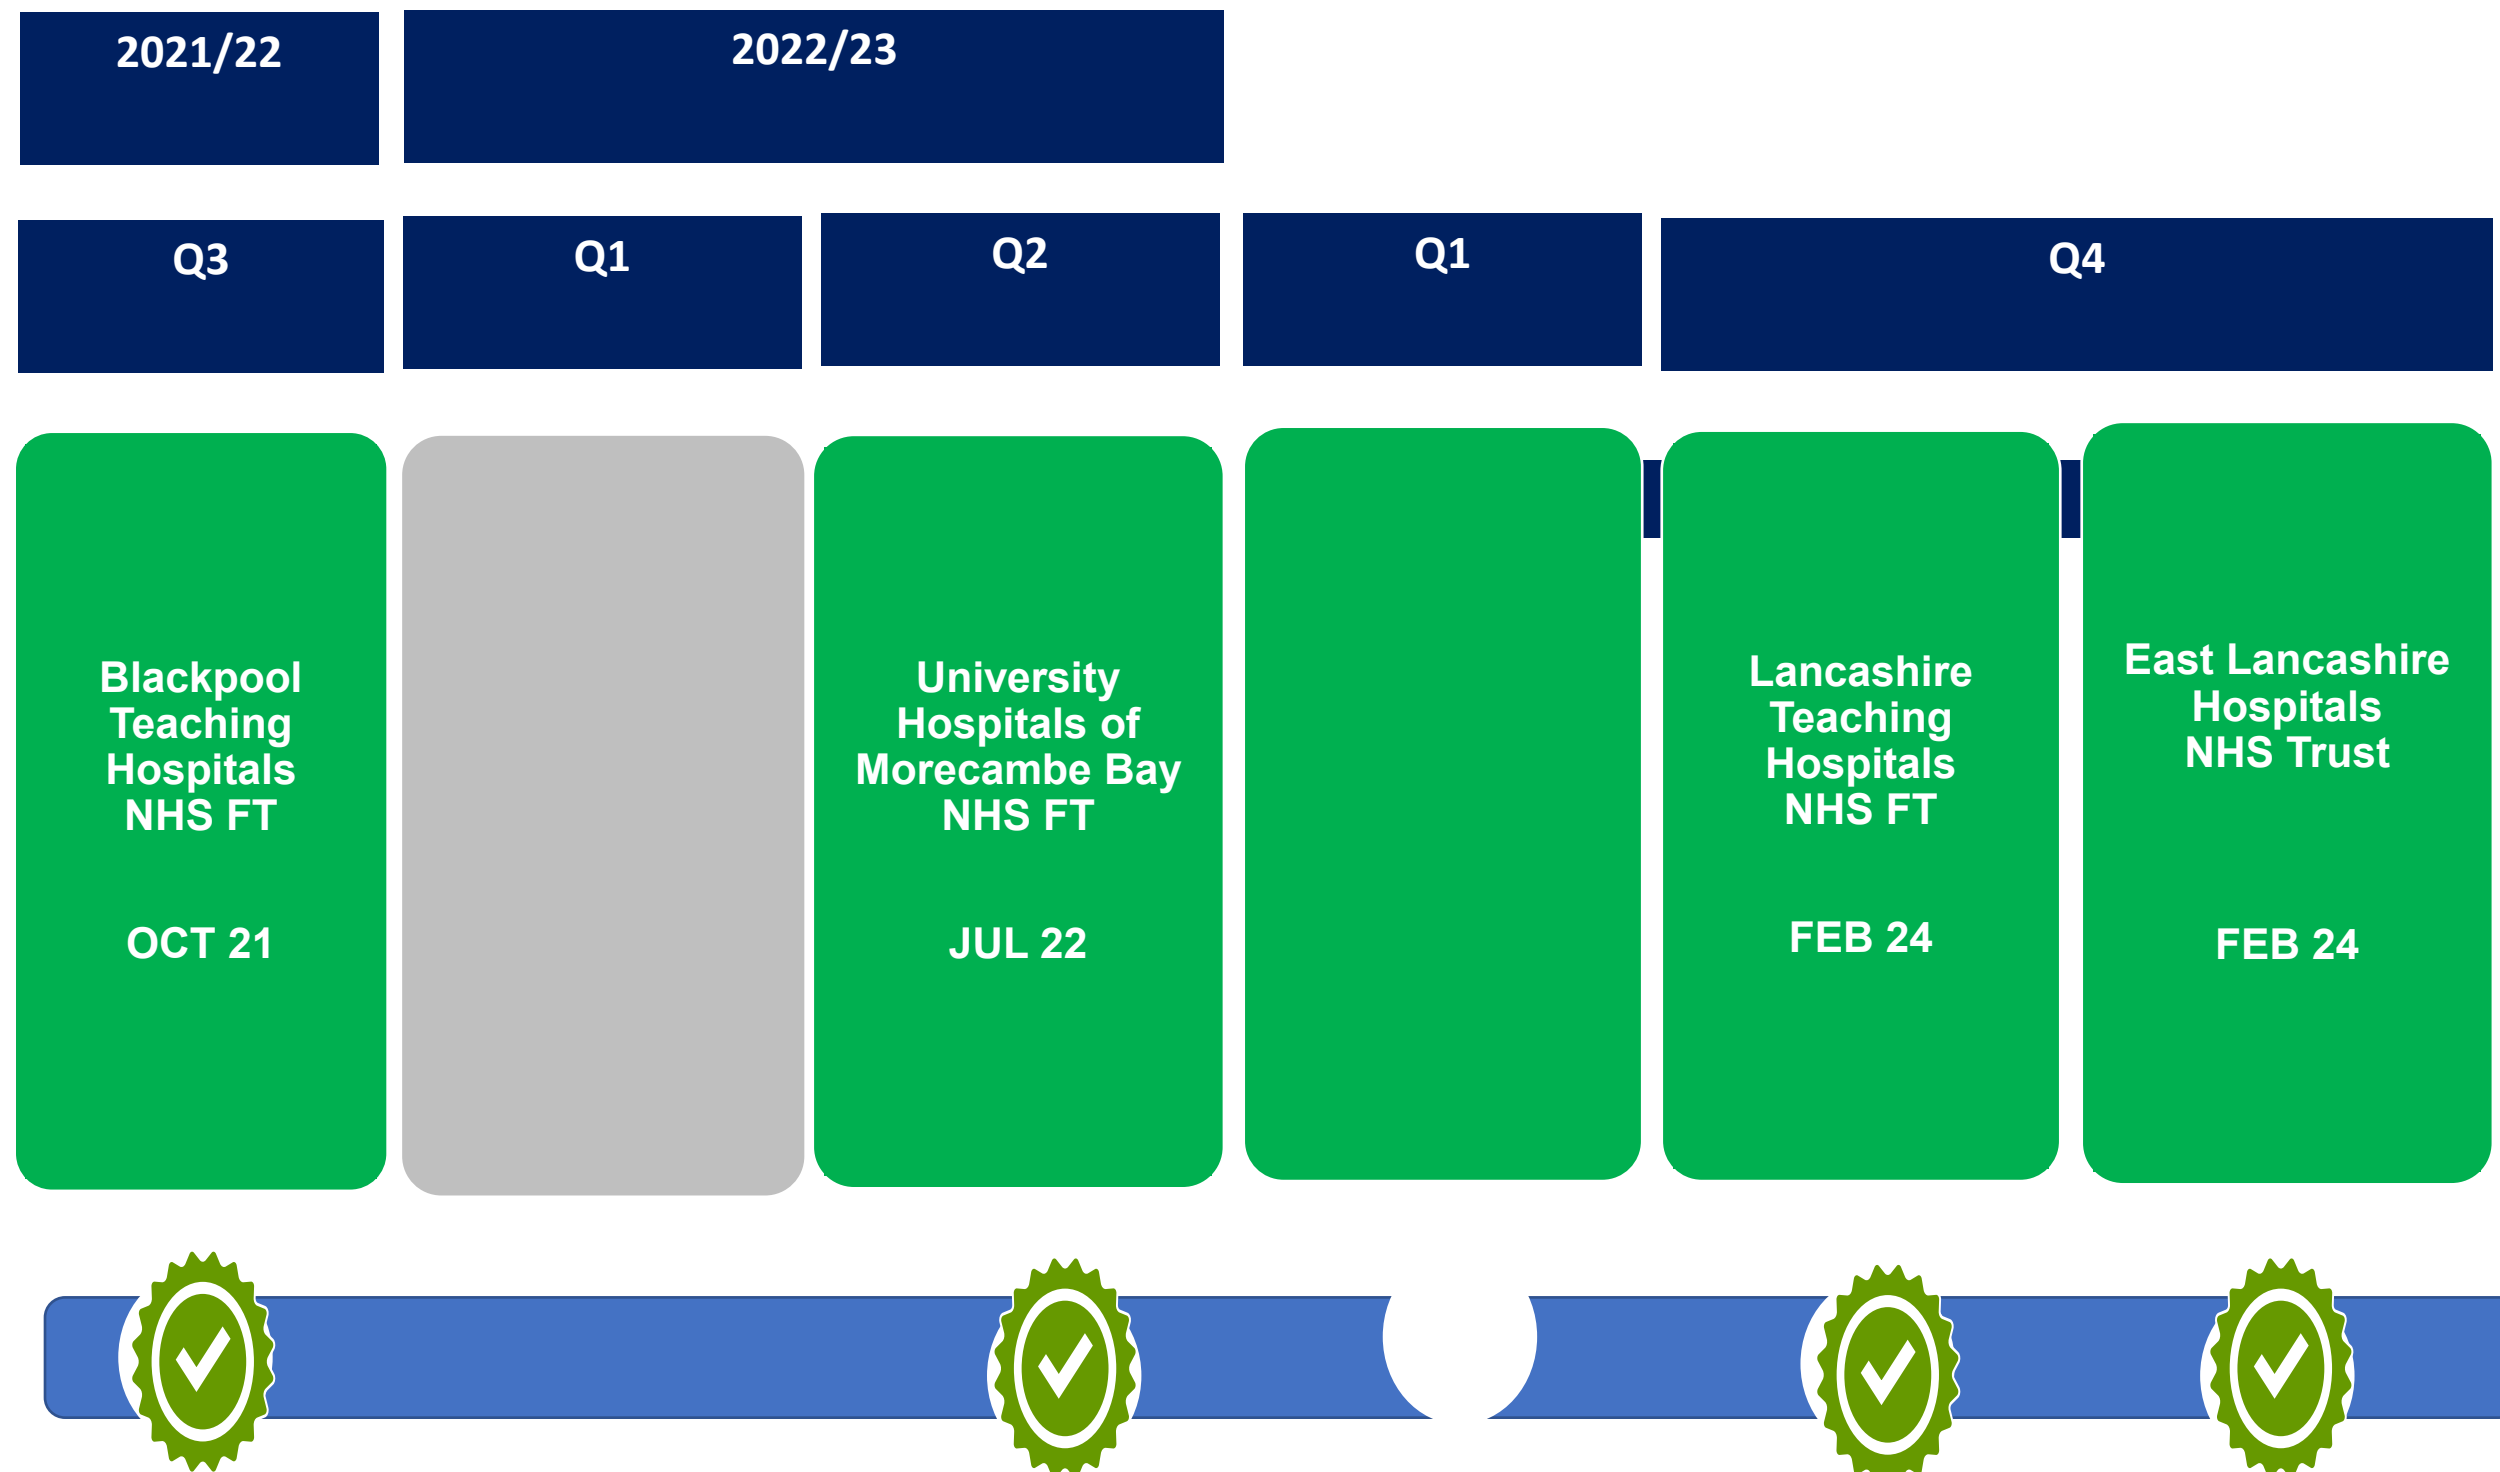 2021/22
2022/23
Q3
Q1
Q2
Q1
Q4
Blackpool
Teaching
Hospitals
NHS FT
OCT 21
University
Hospitals of
Morecambe Bay
NHS FT
JUL 22
Lancashire
Teaching
Hospitals
NHS FT
FEB 24
East Lancashire
Hospitals
NHS Trust
FEB 24